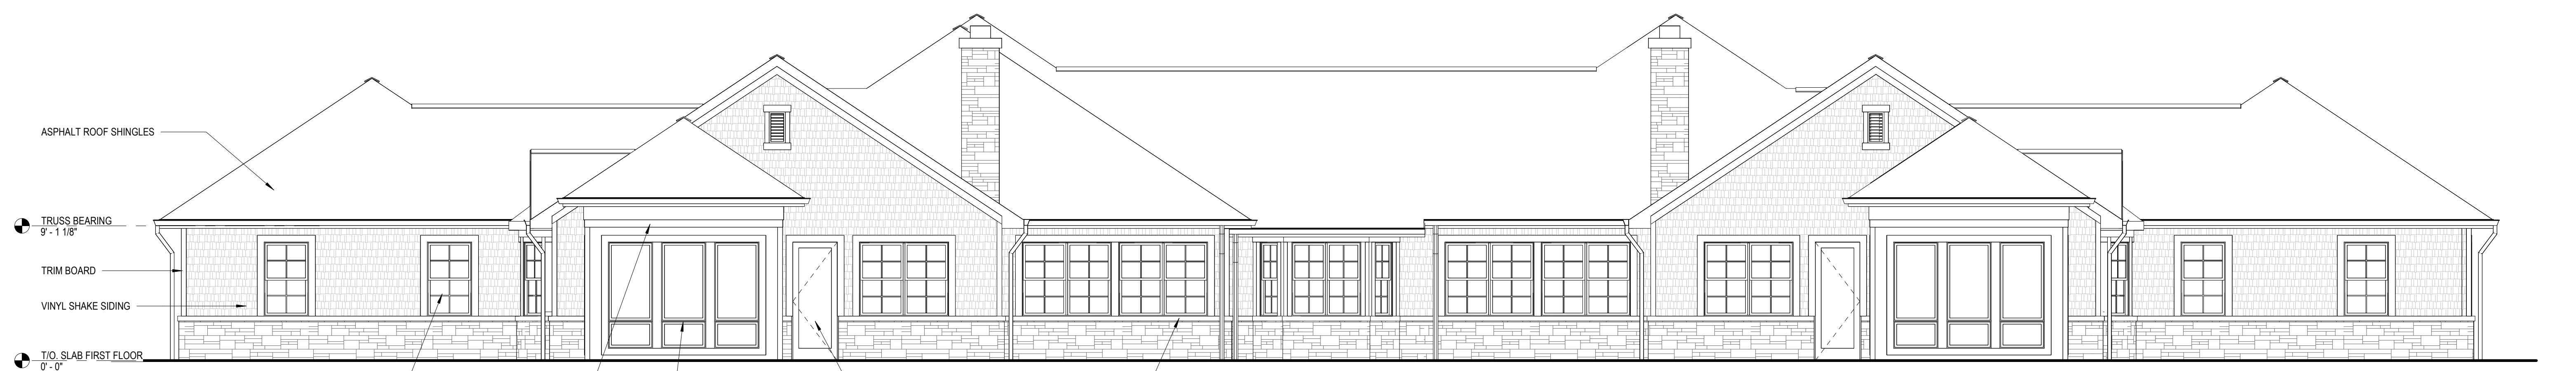 ASPHALT ROOF SHINGLES
TRUSS BEARING
9' - 1 1/8"
TRIM BOARD
VINYL SHAKE SIDING
T/O. SLAB FIRST FLOOR
0' - 0"